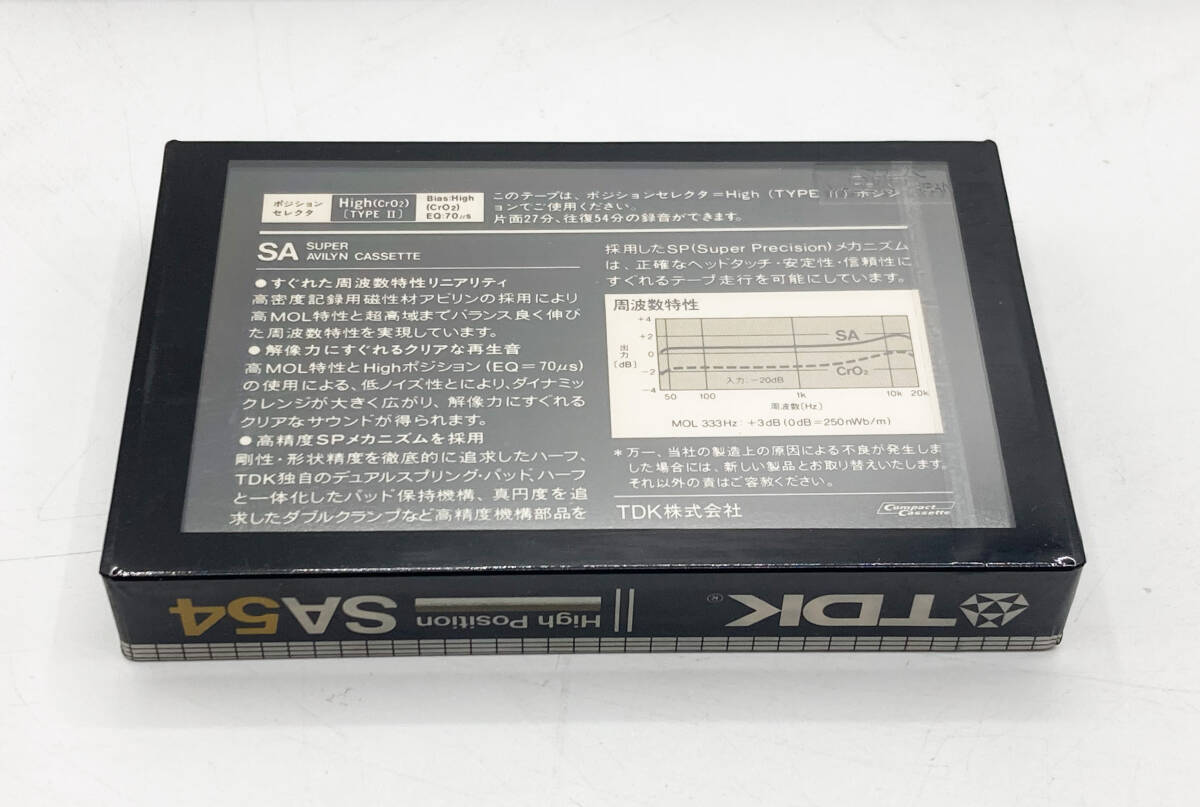 ポジション
セレクタ
High(CrO₂)
〔TYPE II〕
Bias:High
(CrO₂)
EQ:70μs
このテープは、ポジションセレクタ＝High (TYPE II) ポジシ
ョンでご使用ください。
片面27分、往復54分の録音ができます。
SA SUPER
AVILYN CASSETTE
●すぐれた周波数特性リニアリティ
高密度記録用磁性材アビリンの採用により
高MOL特性と超高域までバランス良く伸び
た周波数特性を実現しています。
●解像力にすぐれるクリアな再生音
高MOL特性とHighポジション(EQ＝70μs)
の使用による、低ノイズ性とにより、ダイナミッ
クレンジが大きく広がり、解像力にすぐれる
クリアなサウンドが得られます。
●高精度SPメカニズムを採用
剛性・形状精度を徹底的に追求したハーフ、
TDK独自のデュアルスプリング・パッド、ハーフ
と一体化したパッド保持機構、真円度を追
求したダブルクランプなど高精度機構部品を
採用したSP(Super Precision)メカニズム
は、正確なヘッドタッチ・安定性・信頼性に
すぐれるテープ走行を可能にしています。
周波数特性
出力
〔dB〕
+4
+2
0
−2
−4
SA
CrO₂
入力：−20dB
50 100 1k 10k 20k
周波数〔Hz〕
MOL 333Hz: +3dB (0dB＝250nWb/m)
＊万一、当社の製造上の原因による不良が発生しま
した場合には、新しい製品とお取り替えいたします。
それ以外の責はご容赦ください。
TDK株式会社
Compact
Cassette
TDK®
High Position
SA54